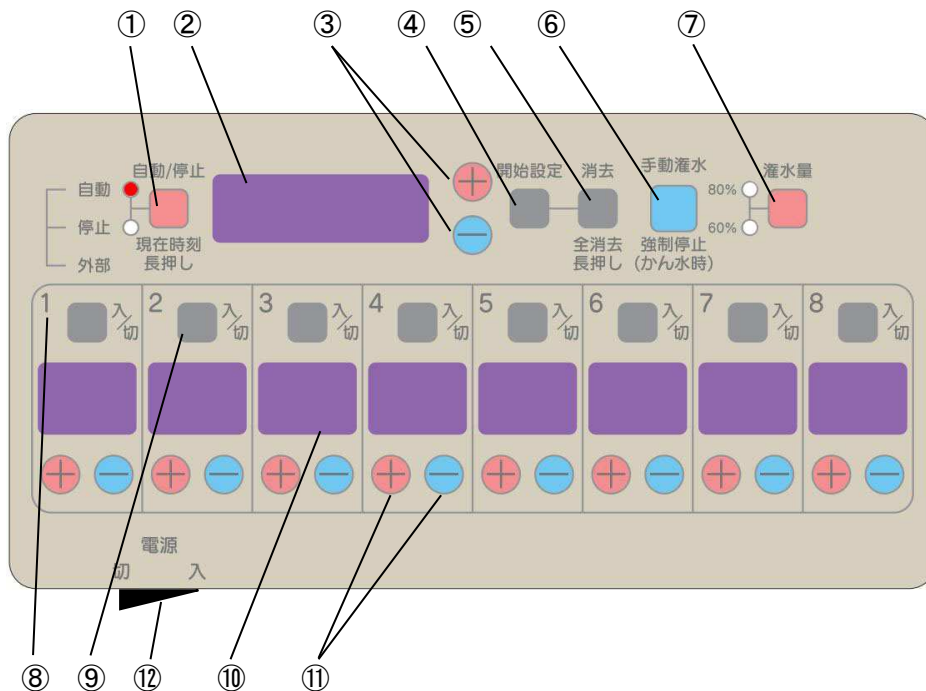 ① ② ③ ④ ⑤ ⑥ ⑦
自動/停止
開始設定
消去
手動潅水
潅水量
自動
80%
停止
60%
現在時刻
長押し
全消去
長押し
強制停止
(かん水時)
外部
1 入/切
2 入/切
3 入/切
4 入/切
5 入/切
6 入/切
7 入/切
8 入/切
電源
切 入
⑧ ⑨ ⑫ ⑩ ⑪